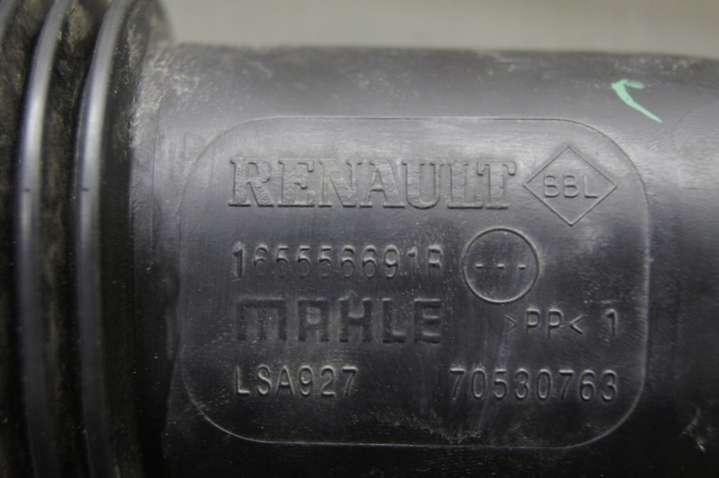 RENAULT BBL
165556691R ---
MAHLE >PP< 1
LSA927 70530763